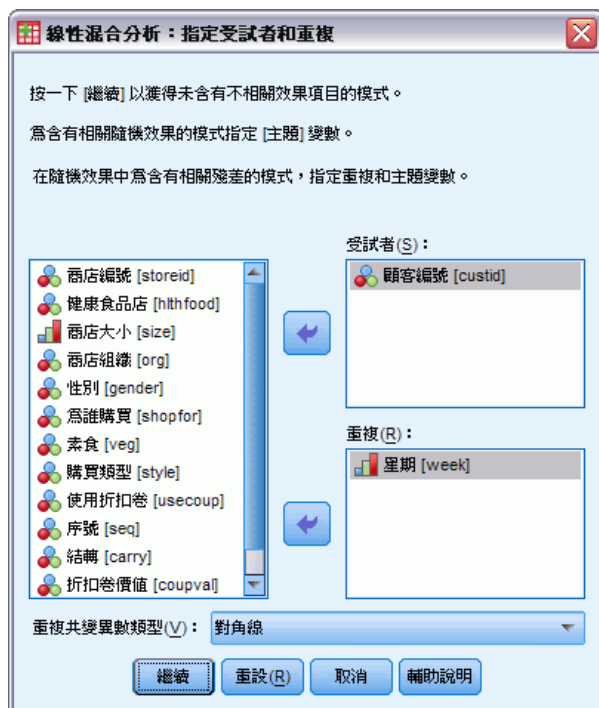 線性混合分析：指定受試者和重複
按一下 [繼續] 以獲得未含有不相關效果項目的模式。
為含有相關隨機效果的模式指定 [主題] 變數。
在隨機效果中為含有相關殘差的模式，指定重複和主題變數。
受試者(S)：
商店編號 [storeid]
健康食品店 [hlthfood]
商店大小 [size]
商店組織 [org]
性別 [gender]
為誰購買 [shopfor]
素食 [veg]
購買類型 [style]
使用折扣卷 [usecoup]
序號 [seq]
結轉 [carry]
折扣卷價值 [coupval]
顧客編號 [custid]
重複(R)：
星期 [week]
重複共變異數類型(V)：
對角線
繼續
重設(R)
取消
輔助說明